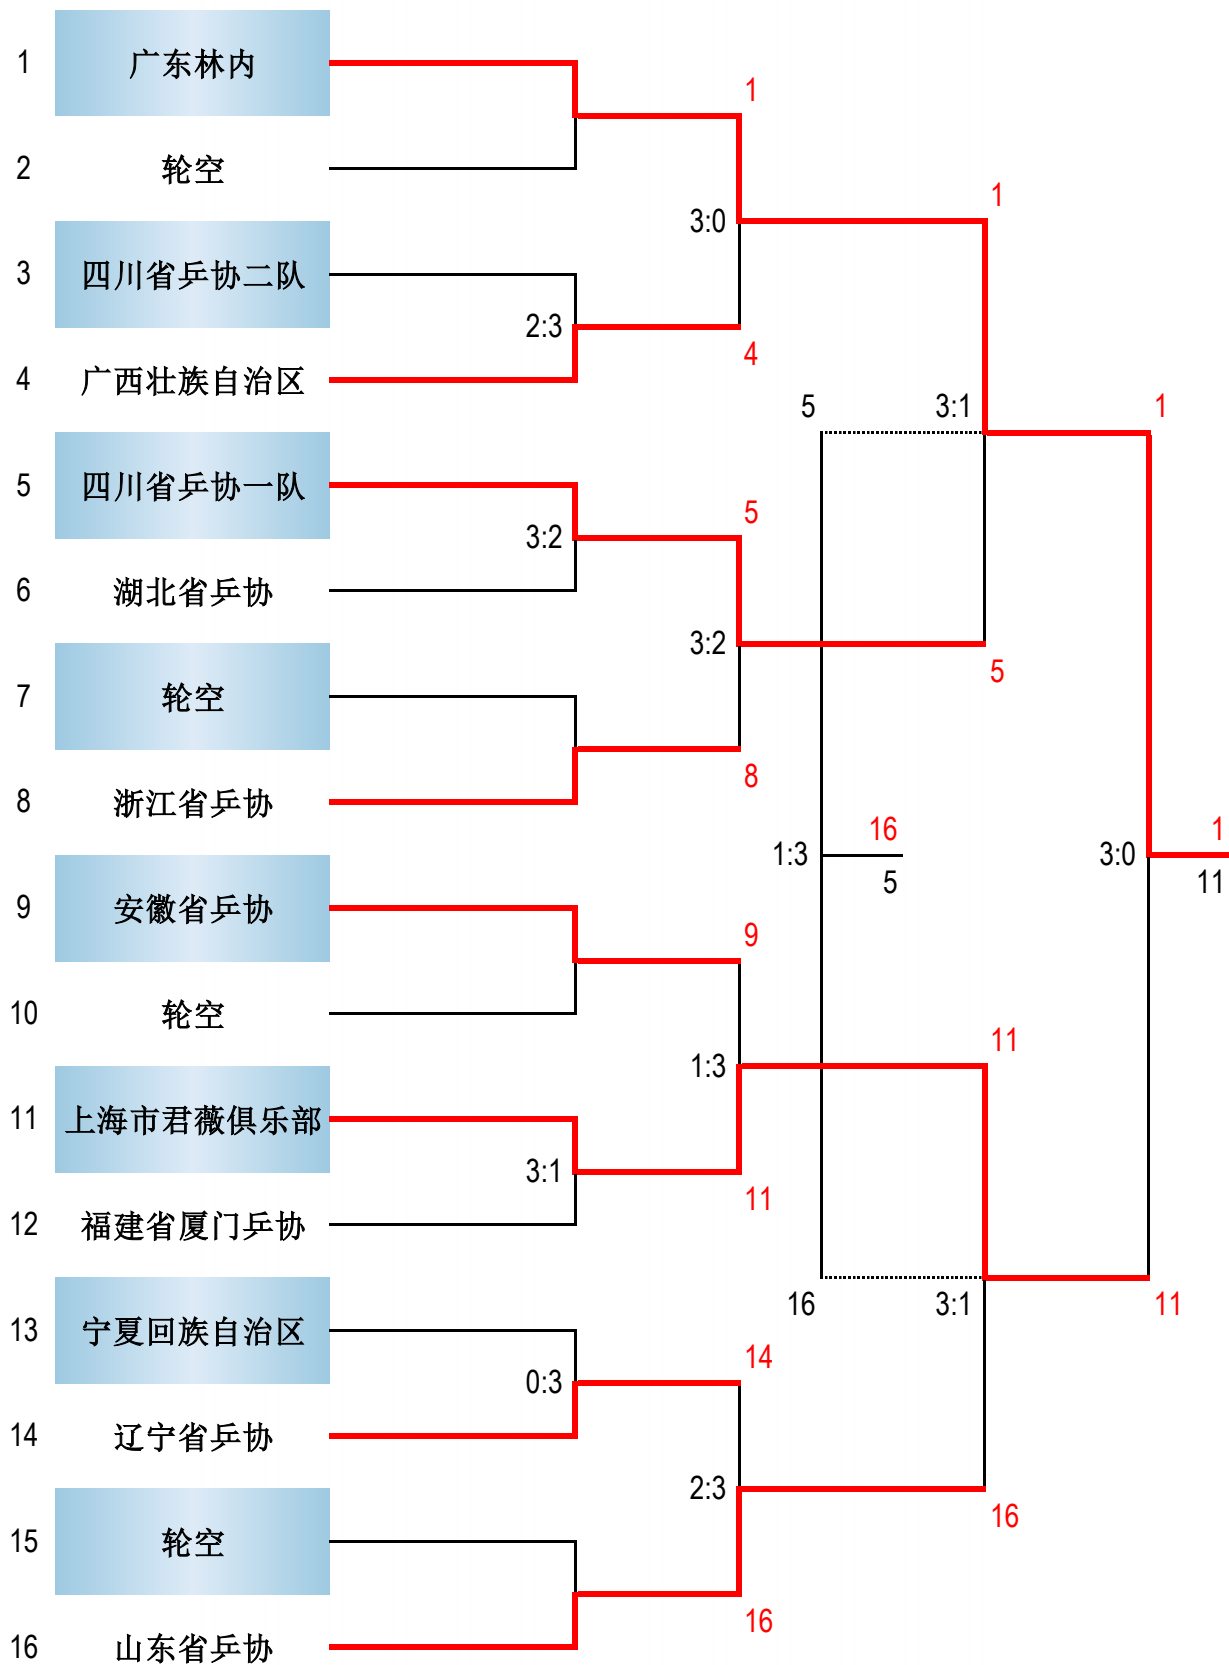 1 广东林内
1
2 轮空
1
3:0
3 四川省乒协二队
2:3
4
4 广西壮族自治区
5 3:1 1
5 四川省乒协一队
5
3:2
6 湖北省乒协
3:2
5
7 轮空
8
8 浙江省乒协
16 1
1:3 3:0
5 11
9 安徽省乒协
9
10 轮空
11
1:3
11 上海市君薇俱乐部
3:1
11
12 福建省厦门乒协
16 3:1 11
13 宁夏回族自治区
14
0:3
14 辽宁省乒协
2:3
16
15 轮空
16
16 山东省乒协